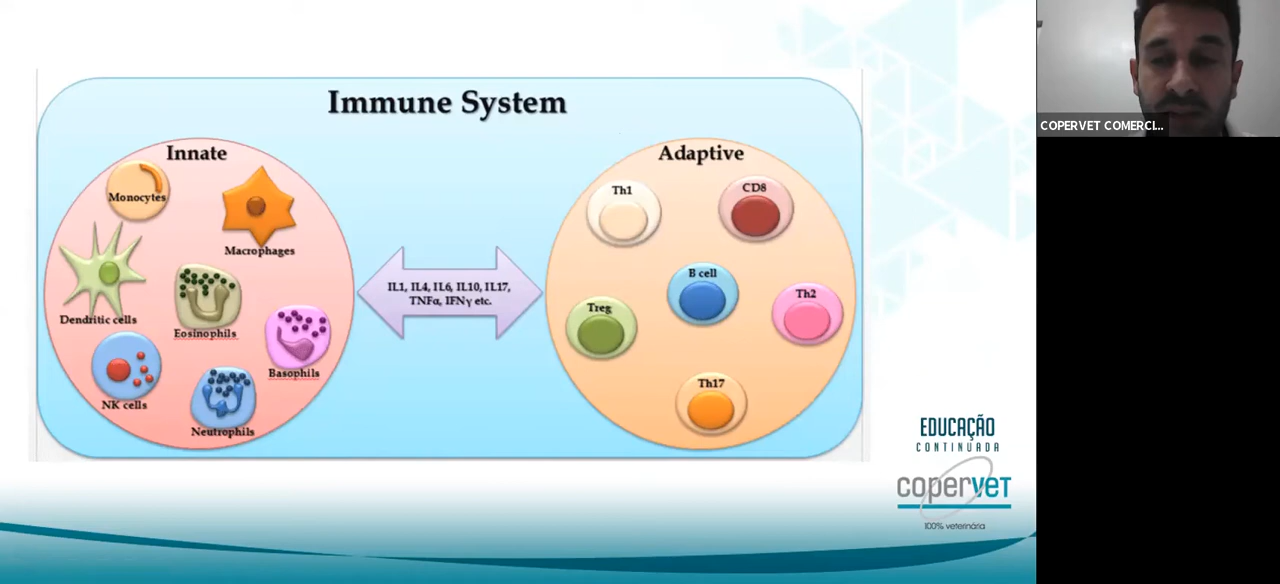 Immune System
Innate
Monocytes
Macrophages
Dendritic cells
Eosinophils
Basophils
NK cells
Neutrophils
IL1, IL4, IL6, IL10, IL17,
TNFα, IFNγ etc.
Adaptive
Th1
CD8
B cell
Treg
Th2
Th17
EDUCAÇÃO
CONTINUADA
copervet
100% veterinária
COPERVET COMERCI...